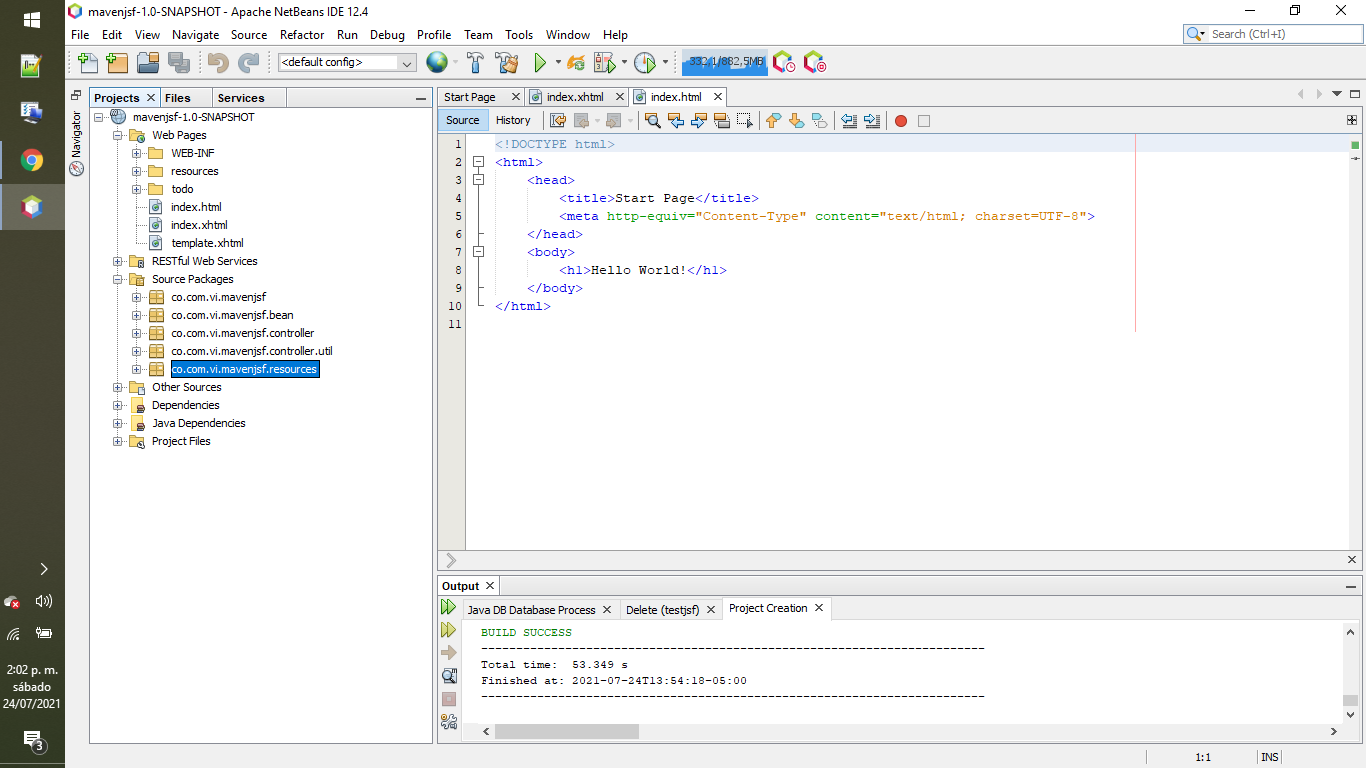 mavenjsf-1.0-SNAPSHOT - Apache NetBeans IDE 12.4
File Edit View Navigate Source Refactor Run Debug Profile Team Tools Window Help
Search (Ctrl+I)
<default config>
332,1/882,5MB
Projects Files Services
Navigator
mavenjsf-1.0-SNAPSHOT
Web Pages
WEB-INF
resources
todo
index.html
index.xhtml
template.xhtml
RESTful Web Services
Source Packages
co.com.vi.mavenjsf
co.com.vi.mavenjsf.bean
co.com.vi.mavenjsf.controller
co.com.vi.mavenjsf.controller.util
co.com.vi.mavenjsf.resources
Other Sources
Dependencies
Java Dependencies
Project Files
Start Page index.xhtml index.html
Source History
1 <!DOCTYPE html>
2 <html>
3 <head>
4 <title>Start Page</title>
5 <meta http-equiv="Content-Type" content="text/html; charset=UTF-8">
6 </head>
7 <body>
8 <h1>Hello World!</h1>
9 </body>
10 </html>
11
Output
Java DB Database Process Delete (testjsf) Project Creation
BUILD SUCCESS
------------------------------------------------------------------------
Total time:  53.349 s
Finished at: 2021-07-24T13:54:18-05:00
------------------------------------------------------------------------
1:1 INS
2:02 p. m.
sábado
24/07/2021
3